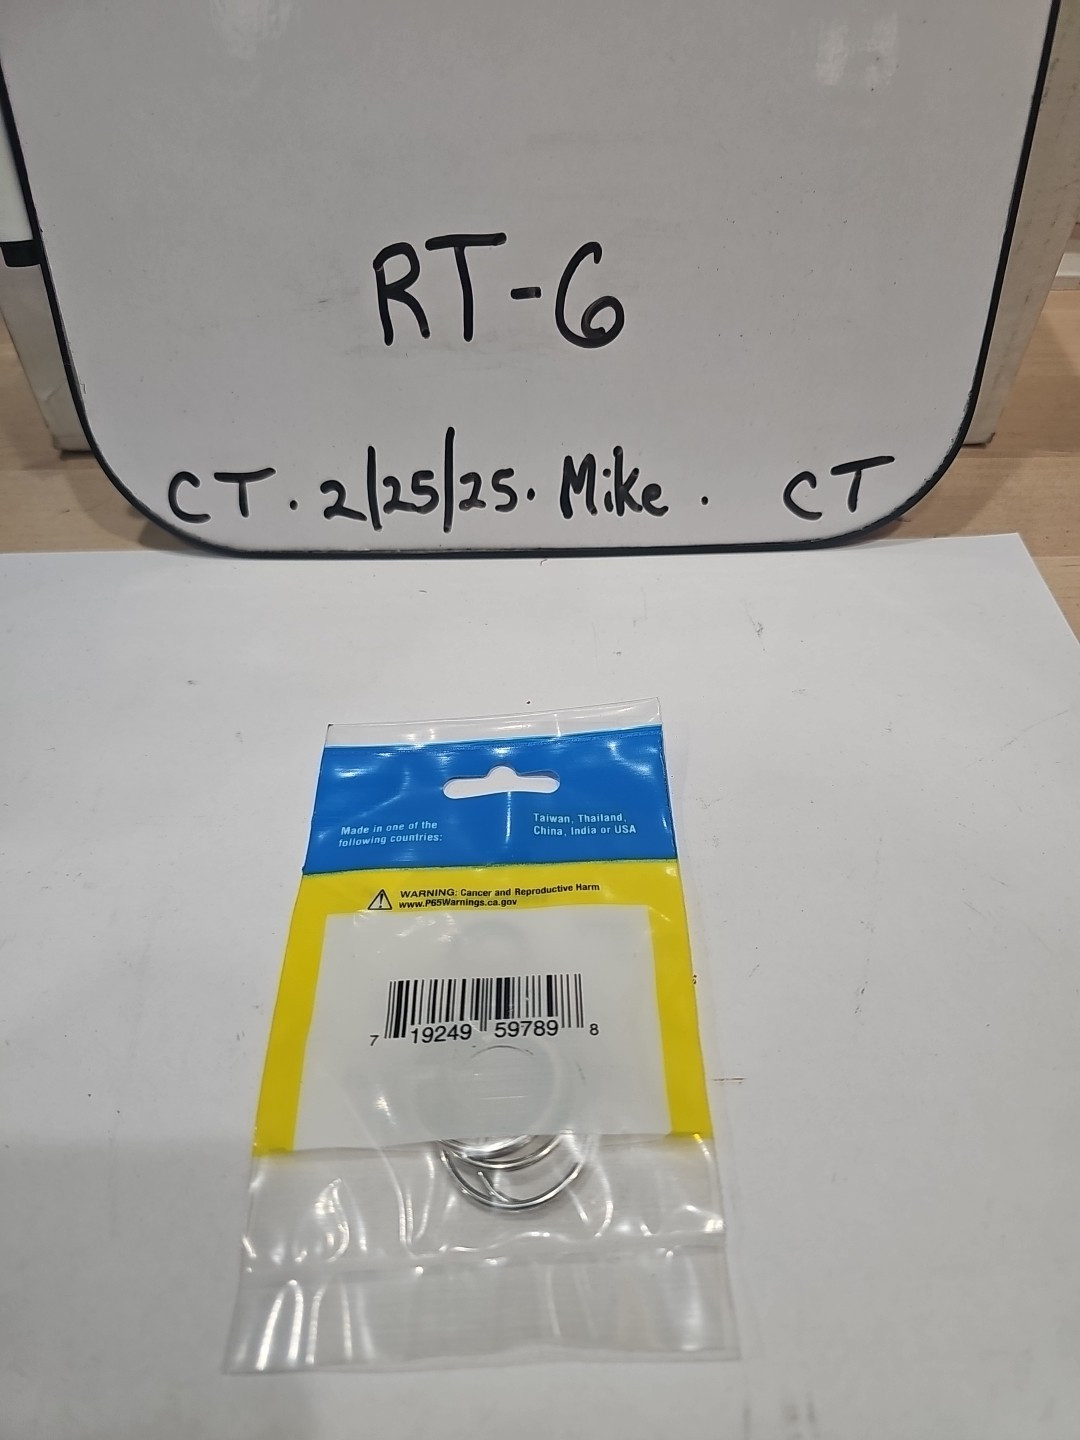 RT-6
CT. 2/25/25. Mike. CT
Made in one of the
following countries:
Taiwan, Thailand,
China, India or USA
WARNING: Cancer and Reproductive Harm
www.P65Warnings.ca.gov
7 19249 59789 8